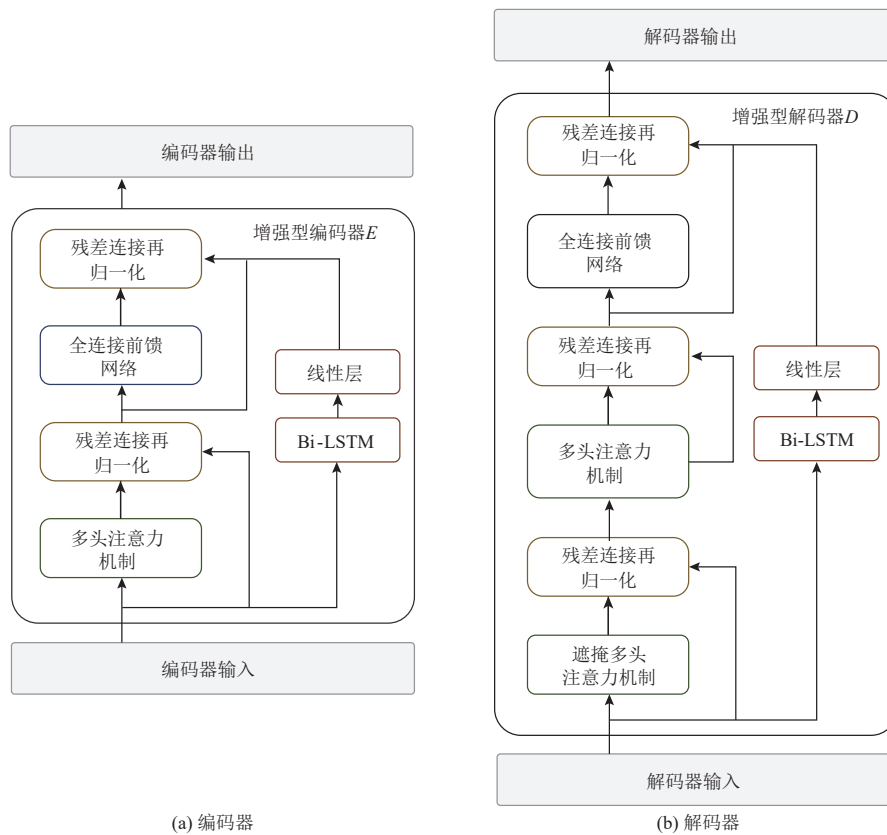 编码器输出
增强型编码器E
残差连接再
归一化
全连接前馈
网络
线性层
残差连接再
归一化
Bi-LSTM
多头注意力
机制
编码器输入
(a) 编码器
解码器输出
增强型解码器D
残差连接再
归一化
全连接前馈
网络
残差连接再
归一化
线性层
多头注意力
机制
Bi-LSTM
残差连接再
归一化
遮掩多头
注意力机制
解码器输入
(b) 解码器